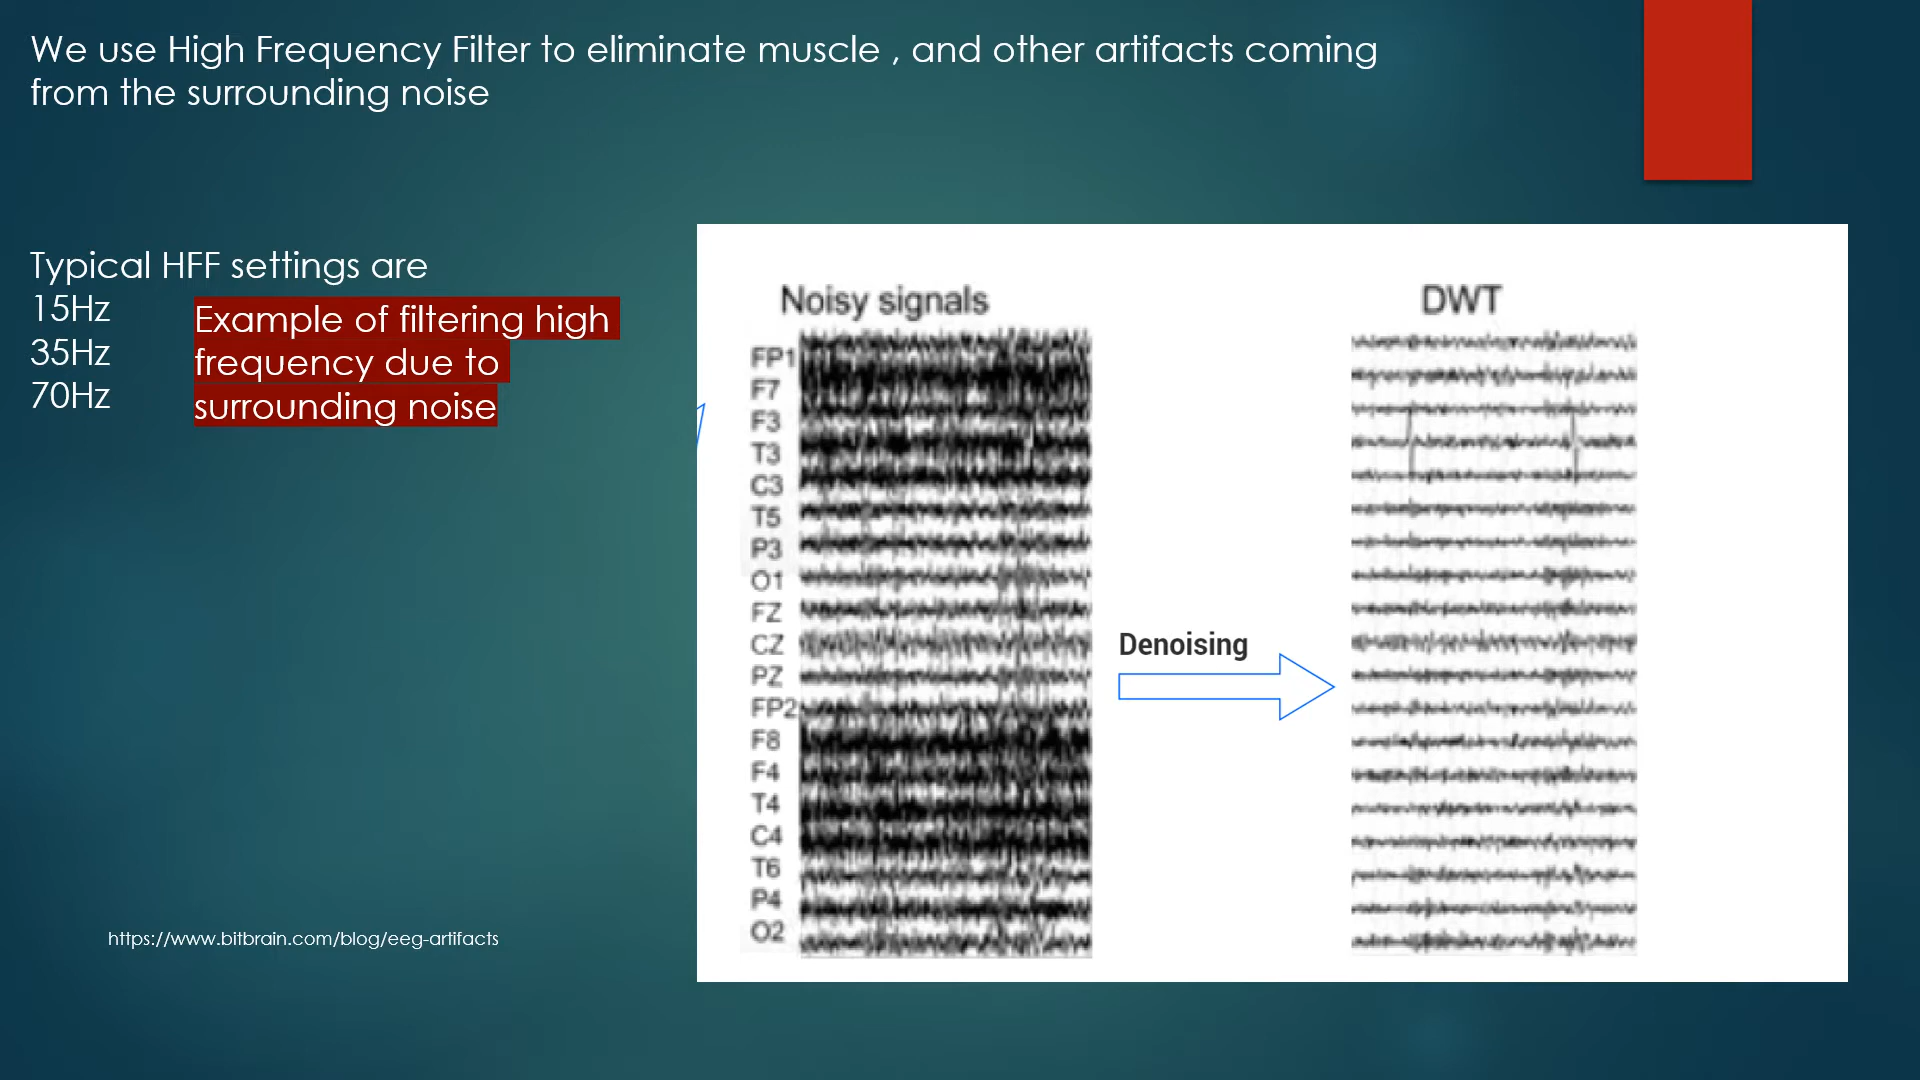 We use High Frequency Filter to eliminate muscle , and other artifacts coming
from the surrounding noise
Typical HFF settings are
15Hz
35Hz
70Hz
Example of filtering high
frequency due to
surrounding noise
Noisy signals
FP1
F7
F3
T3
C3
T5
P3
O1
FZ
CZ
PZ
FP2
F8
F4
T4
C4
T6
P4
O2
Denoising
DWT
https://www.bitbrain.com/blog/eeg-artifacts